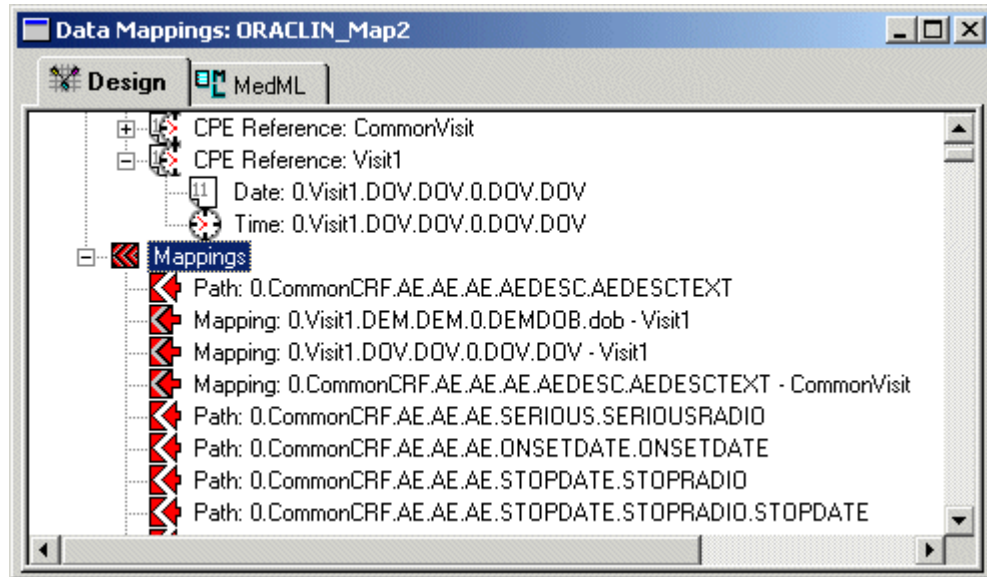 Data Mappings: ORACLIN_Map2
Design MedML
CPE Reference: CommonVisit
CPE Reference: Visit1
11 Date: 0.Visit1.DOV.DOV.0.DOV.DOV
Time: 0.Visit1.DOV.DOV.0.DOV.DOV
Mappings
Path: 0.CommonCRF.AE.AE.AE.AEDESC.AEDESCTEXT
Mapping: 0.Visit1.DEM.DEM.0.DEMDOB.dob - Visit1
Mapping: 0.Visit1.DOV.DOV.0.DOV.DOV - Visit1
Mapping: 0.CommonCRF.AE.AE.AE.AEDESC.AEDESCTEXT - CommonVisit
Path: 0.CommonCRF.AE.AE.AE.SERIOUS.SERIOUSRADIO
Path: 0.CommonCRF.AE.AE.AE.ONSETDATE.ONSETDATE
Path: 0.CommonCRF.AE.AE.AE.STOPDATE.STOPRADIO
Path: 0.CommonCRF.AE.AE.AE.STOPDATE.STOPRADIO.STOPDATE